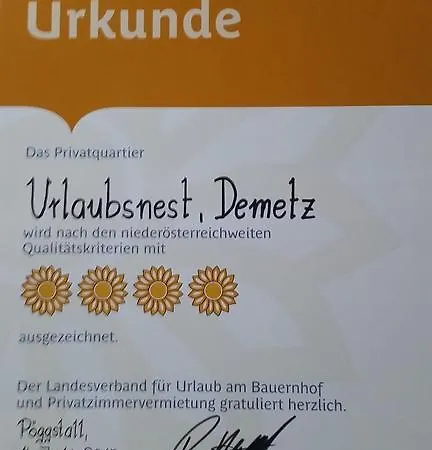 Urkunde
Das Privatquartier
Urlaubsnest, Demetz
wird nach den niederösterreichweiten
Qualitätskriterien mit
ausgezeichnet.
Der Landesverband für Urlaub am Bauernhof
und Privatzimmervermietung gratuliert herzlich.
Pöggstall,